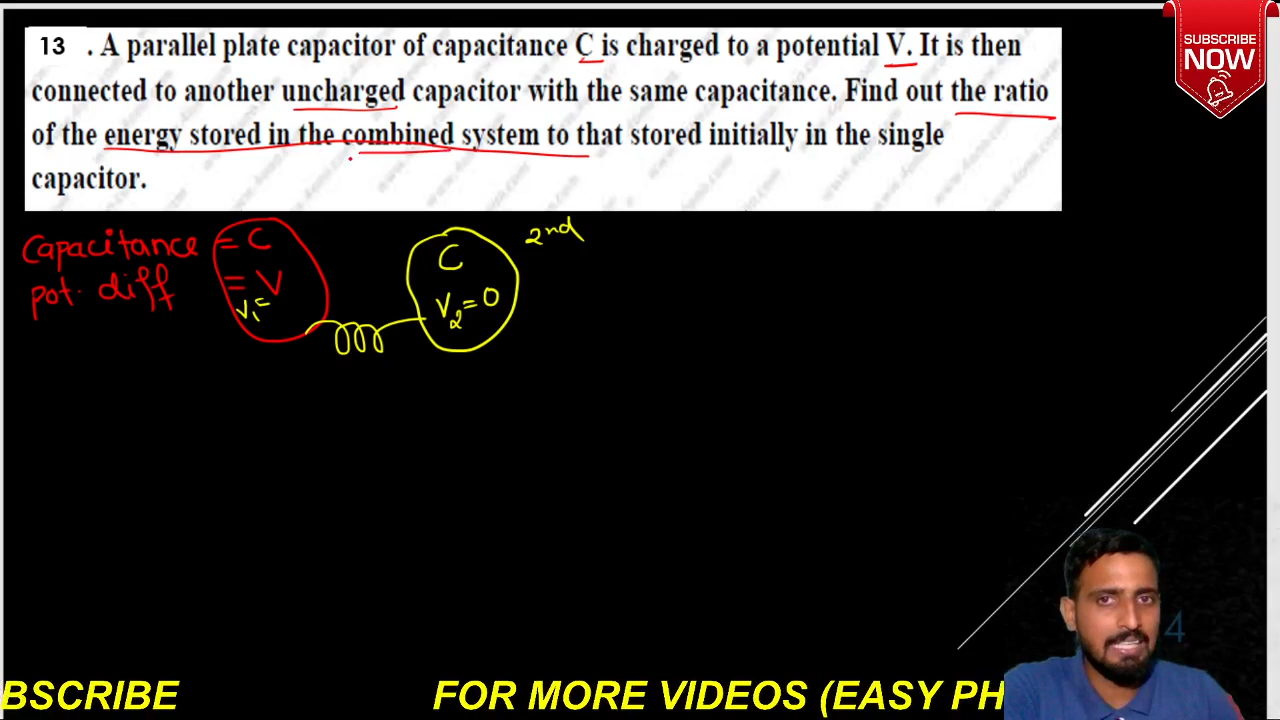 SUBSCRIBE
NOW
13 . A parallel plate capacitor of capacitance C is charged to a potential V. It is then
connected to another uncharged capacitor with the same capacitance. Find out the ratio
of the energy stored in the combined system to that stored initially in the single
capacitor.
Capacitance = C
pot. diff = V
V₁=
C
V₂=0
2nd
4
BSCRIBE FOR MORE VIDEOS (EASY PH